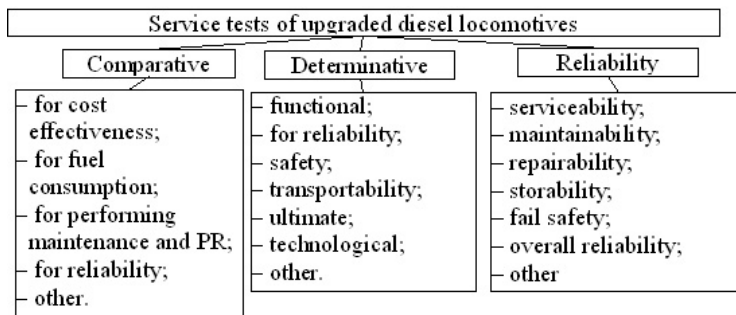 Service tests of upgraded diesel locomotives
Comparative
– for cost
effectiveness;
– for fuel
consumption;
– for performing
maintenance and PR;
– for reliability;
– other.
Determinative
– functional;
– for reliability;
– safety;
– transportability;
– ultimate;
– technological;
– other.
Reliability
– serviceability;
– maintainability;
– repairability;
– storability;
– fail safety;
– overall reliability;
– other